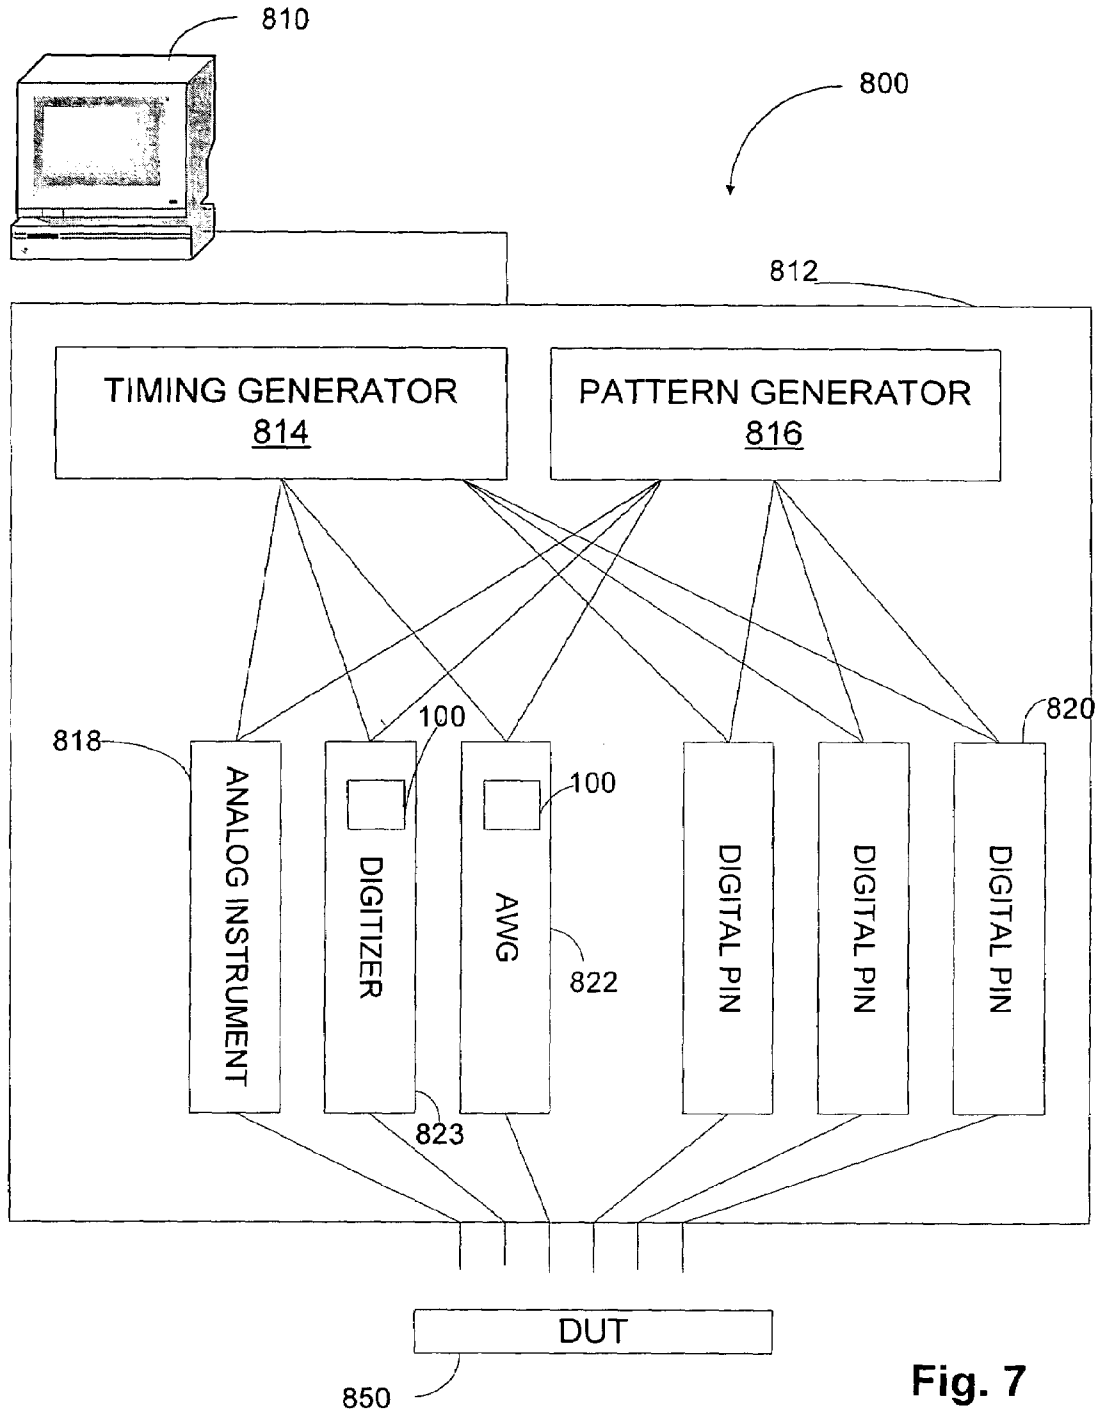 810
800
812
TIMING GENERATOR
814
PATTERN GENERATOR
816
818
100
100
820
ANALOG INSTRUMENT
DIGITIZER
AWG
DIGITAL PIN
DIGITAL PIN
DIGITAL PIN
822
823
DUT
850
Fig. 7